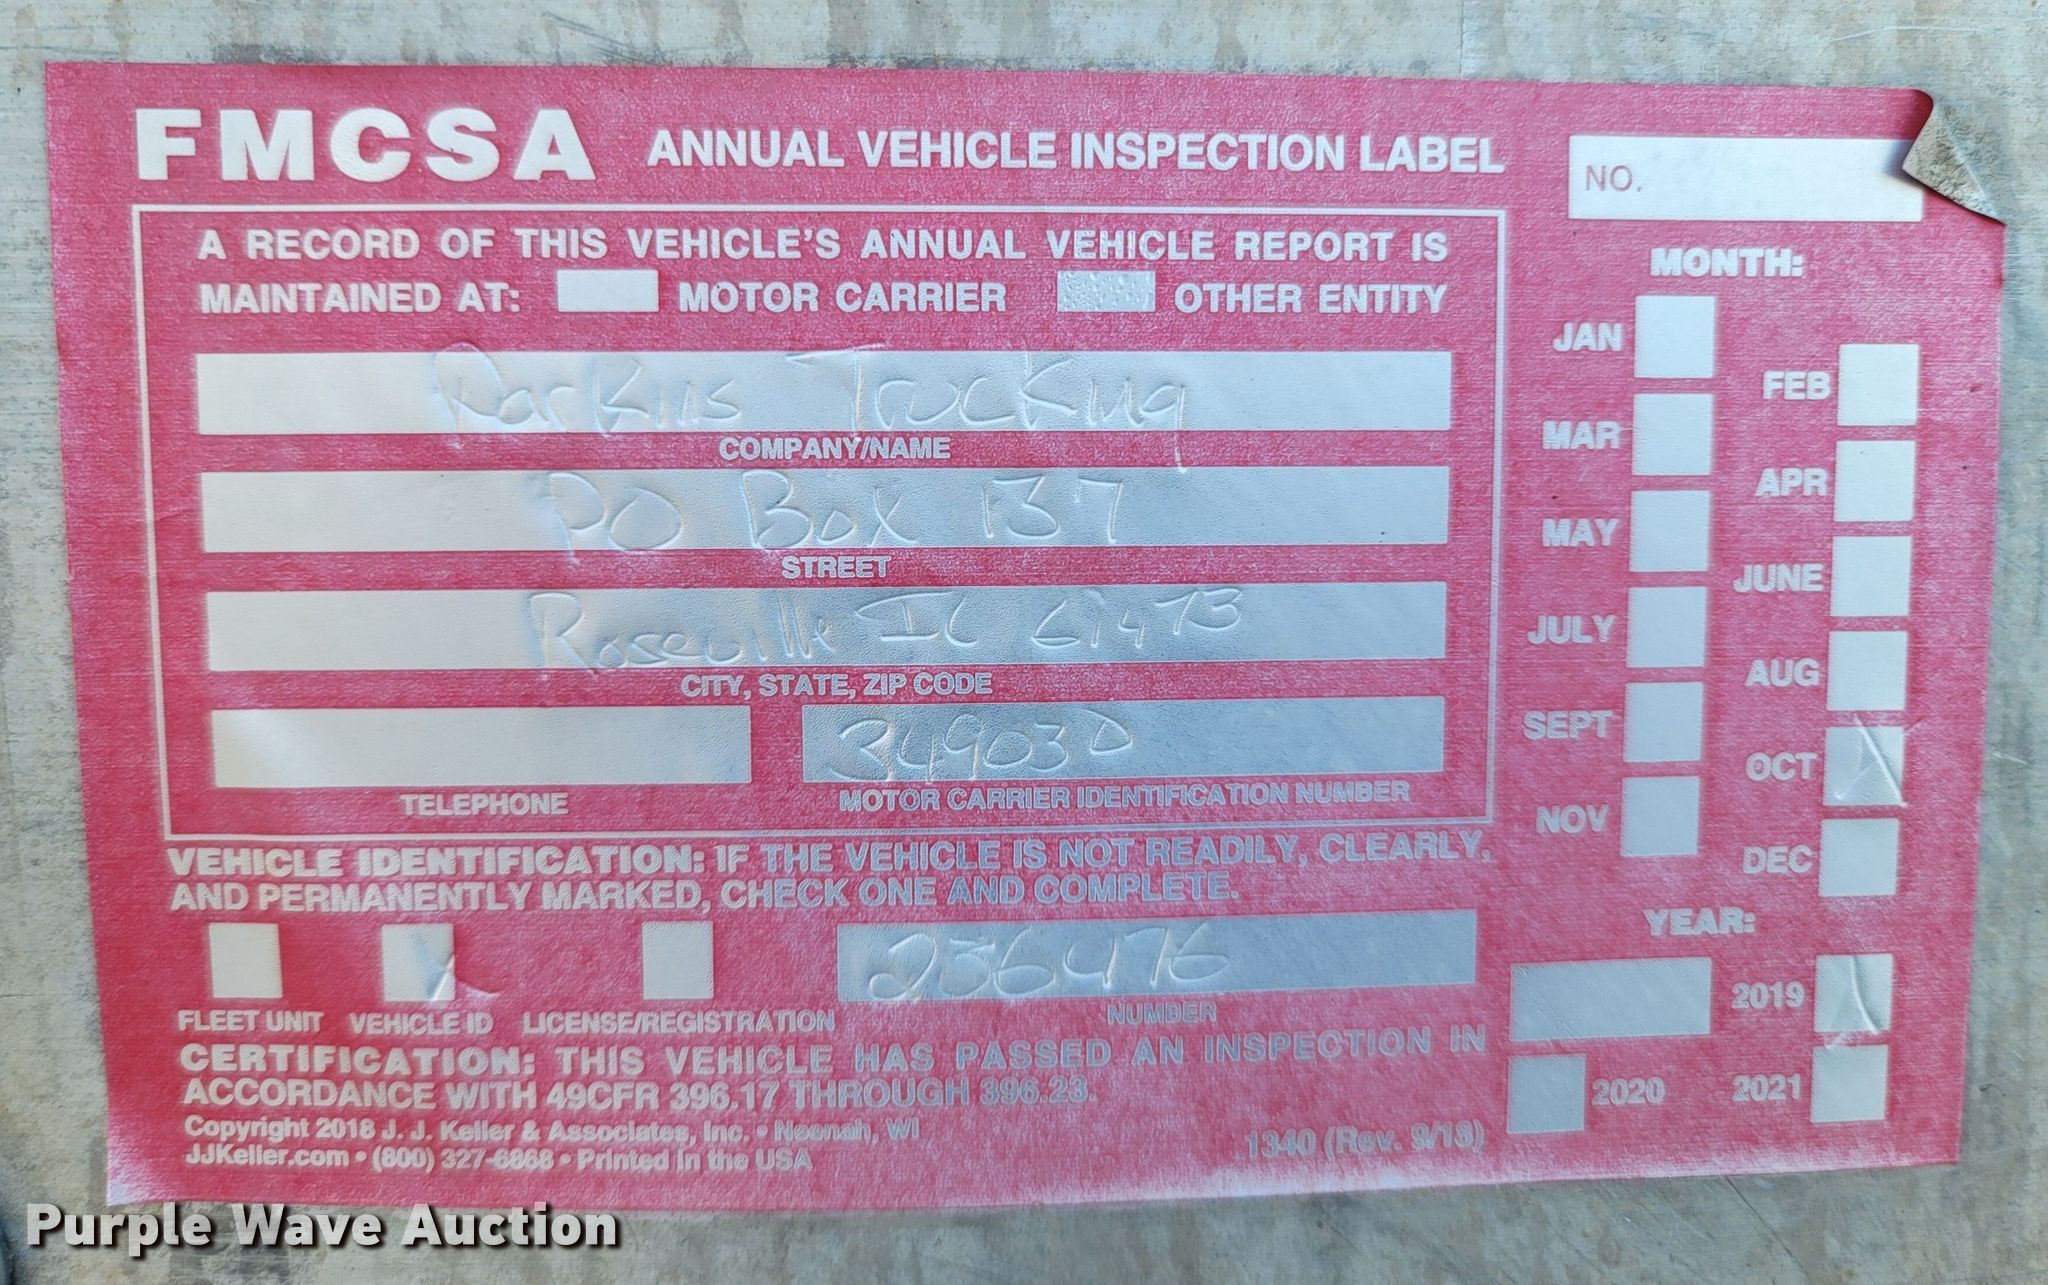 FMCSA ANNUAL VEHICLE INSPECTION LABEL
NO.
A RECORD OF THIS VEHICLE'S ANNUAL VEHICLE REPORT IS
MAINTAINED AT: MOTOR CARRIER OTHER ENTITY
Parkins Trucking
COMPANY/NAME
PO Box 137
STREET
Roseville IL 61473
CITY, STATE, ZIP CODE
349030
TELEPHONE MOTOR CARRIER IDENTIFICATION NUMBER
VEHICLE IDENTIFICATION: IF THE VEHICLE IS NOT READILY, CLEARLY,
AND PERMANENTLY MARKED, CHECK ONE AND COMPLETE.
X 236476
FLEET UNIT VEHICLE ID LICENSE/REGISTRATION NUMBER
CERTIFICATION: THIS VEHICLE HAS PASSED AN INSPECTION IN
ACCORDANCE WITH 49CFR 396.17 THROUGH 396.23.
Copyright 2018 J. J. Keller & Associates, Inc. • Neenah, WI
JJKeller.com • (800) 327-6868 • Printed in the USA
1340 (Rev. 9/18)
MONTH:
JAN
FEB
MAR
APR
MAY
JUNE
JULY
AUG
SEPT
OCT X
NOV
DEC
YEAR:
2019 X
2020 2021
Purple Wave Auction